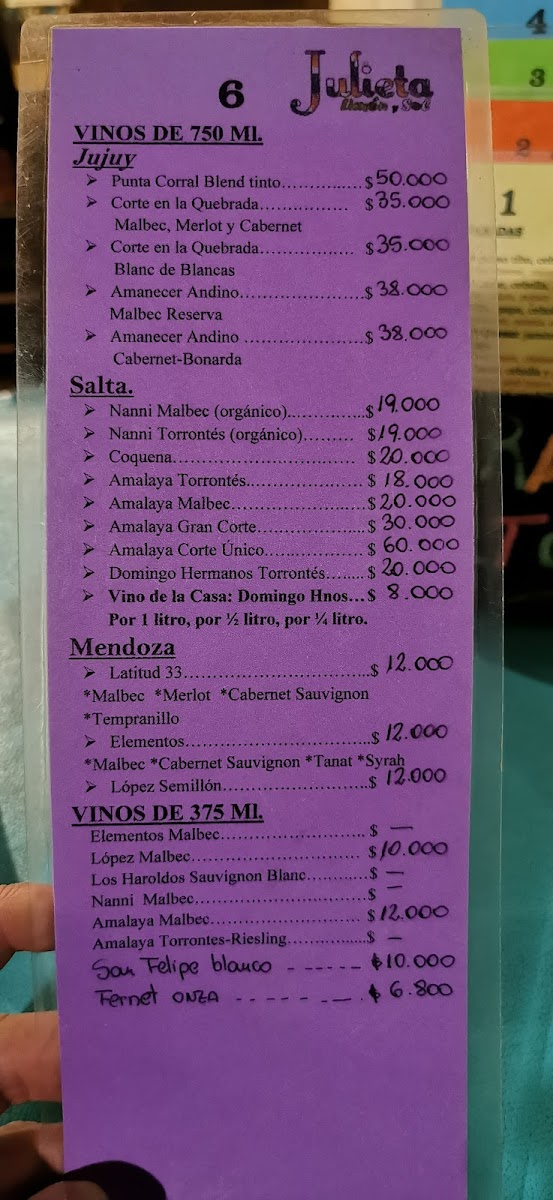 6
Julieta
Limón y Sol
VINOS DE 750 Ml.
Jujuy
➢ Punta Corral Blend tinto..............$ 50.000
➢ Corte en la Quebrada.................. $ 35.000
Malbec, Merlot y Cabernet
➢ Corte en la Quebrada.................. $ 35.000
Blanc de Blancas
➢ Amanecer Andino......................$ 38.000
Malbec Reserva
➢ Amanecer Andino ......................$ 38.000
Cabernet-Bonarda
Salta.
➢ Nanni Malbec (orgánico)...............$ 19.000
➢ Nanni Torrontés (orgánico)......... $ 19.000
➢ Coquena................................ $ 20.000
➢ Amalaya Torrontés.................... $ 18.000
➢ Amalaya Malbec........................$ 20.000
➢ Amalaya Gran Corte................... $ 30.000
➢ Amalaya Corte Único.................. $ 60.000
➢ Domingo Hermanos Torrontés........$ 20.000
➢ Vino de la Casa: Domingo Hnos...$ 8.000
Por 1 litro, por ½ litro, por ¼ litro.
Mendoza
➢ Latitud 33.................................$ 12.000
*Malbec *Merlot *Cabernet Sauvignon
*Tempranillo
➢ Elementos.................................$ 12.000
*Malbec *Cabernet Sauvignon *Tanat *Syrah
➢ López Semillón..........................$ 12.000
VINOS DE 375 Ml.
Elementos Malbec......................... $ —
López Malbec.............................. $ 10.000
Los Haroldos Sauvignon Blanc...........$ —
Nanni Malbec..............................$ —
Amalaya Malbec........................... $ 12.000
Amalaya Torrontes-Riesling..............$ —
San Felipe blanco ------ $ 10.000
Fernet ONZA --------- $ 6.800
4
3
2
1